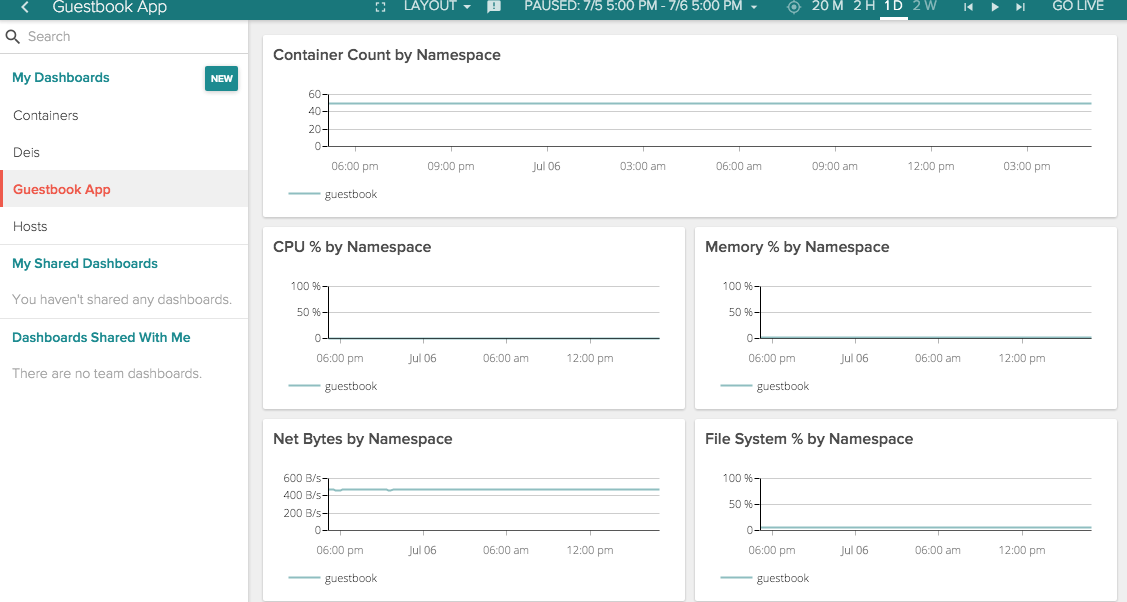 Guestbook App
LAYOUT
PAUSED: 7/5 5:00 PM - 7/6 5:00 PM
20 M 2 H 1 D 2 W
GO LIVE
Search
My Dashboards
NEW
Containers
Deis
Guestbook App
Hosts
My Shared Dashboards
You haven't shared any dashboards.
Dashboards Shared With Me
There are no team dashboards.
Container Count by Namespace
60
40
20
0
06:00 pm 09:00 pm Jul 06 03:00 am 06:00 am 09:00 am 12:00 pm 03:00 pm
guestbook
CPU % by Namespace
100 %
50 %
0
06:00 pm Jul 06 06:00 am 12:00 pm
guestbook
Memory % by Namespace
100 %
50 %
0
06:00 pm Jul 06 06:00 am 12:00 pm
guestbook
Net Bytes by Namespace
600 B/s
400 B/s
200 B/s
0
06:00 pm Jul 06 06:00 am 12:00 pm
guestbook
File System % by Namespace
100 %
50 %
0
06:00 pm Jul 06 06:00 am 12:00 pm
guestbook